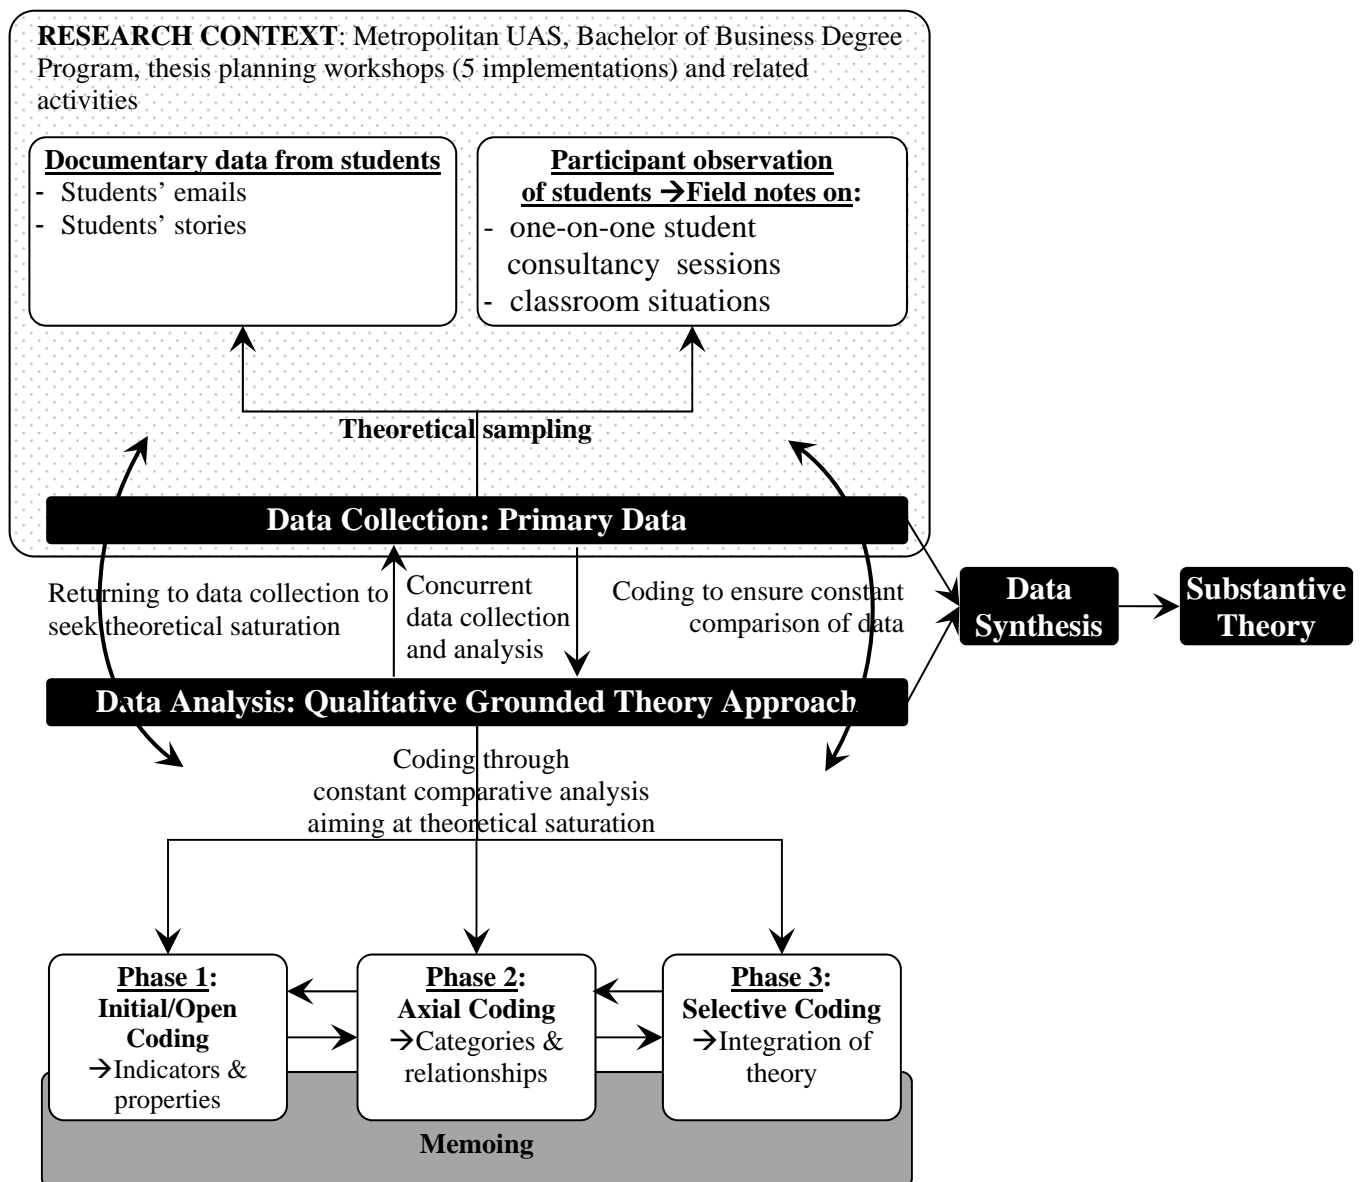 RESEARCH CONTEXT: Metropolitan UAS, Bachelor of Business Degree
Program, thesis planning workshops (5 implementations) and related
activities
Documentary data from students
- Students’ emails
- Students’ stories
Participant observation
of students →Field notes on:
- one-on-one student
consultancy sessions
- classroom situations
Theoretical sampling
Data Collection: Primary Data
Returning to data collection to
seek theoretical saturation
Concurrent
data collection
and analysis
Coding to ensure constant
comparison of data
Data
Synthesis
Substantive
Theory
Data Analysis: Qualitative Grounded Theory Approach
Coding through
constant comparative analysis
aiming at theoretical saturation
Phase 1:
Initial/Open
Coding
→Indicators &
properties
Phase 2:
Axial Coding
→Categories &
relationships
Phase 3:
Selective Coding
→Integration of
theory
Memoing